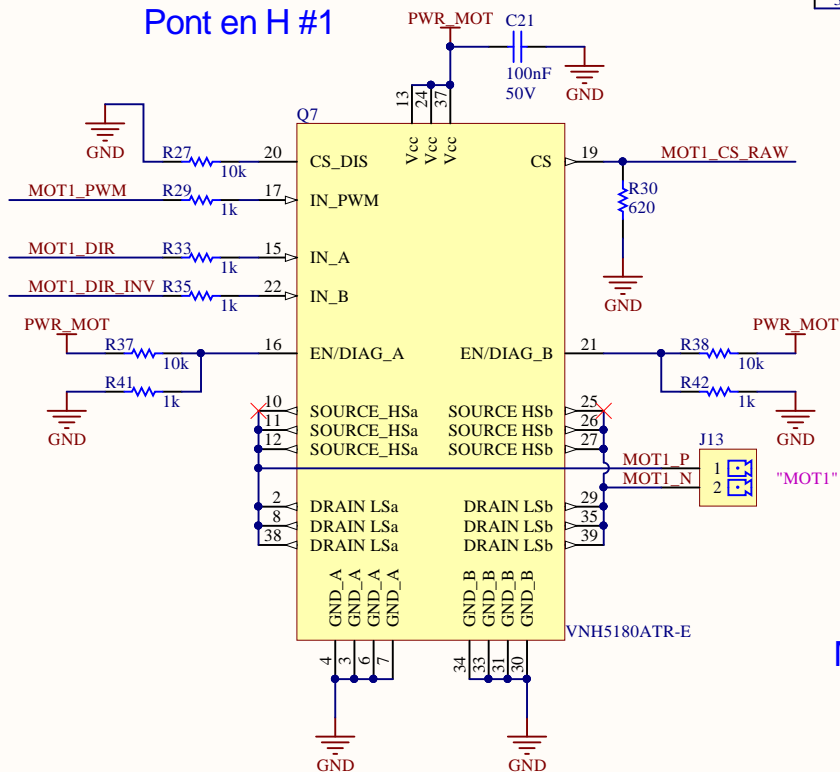 Pont en H #1
PWR_MOT
C21
100nF
50V
GND
Q7
13
24
37
Vcc
Vcc
Vcc
GND
R27
10k
20
CS_DIS
CS
19
MOT1_CS_RAW
MOT1_PWM
R29
1k
17
IN_PWM
R30
620
GND
MOT1_DIR
R33
1k
15
IN_A
MOT1_DIR_INV
R35
1k
22
IN_B
PWR_MOT
R37
10k
16
EN/DIAG_A
EN/DIAG_B
21
R38
10k
PWR_MOT
R41
1k
GND
R42
1k
GND
10
SOURCE_HSa
SOURCE HSb
25
11
SOURCE_HSa
SOURCE HSb
26
12
SOURCE_HSa
SOURCE HSb
27
J13
MOT1_P
1
MOT1_N
2
"MOT1"
2
DRAIN LSa
DRAIN LSb
29
8
DRAIN LSa
DRAIN LSb
35
38
DRAIN LSa
DRAIN LSb
39
GND_A
GND_A
GND_A
GND_A
GND_B
GND_B
GND_B
GND_B
VNH5180ATR-E
4
3
6
7
34
33
31
30
GND
GND